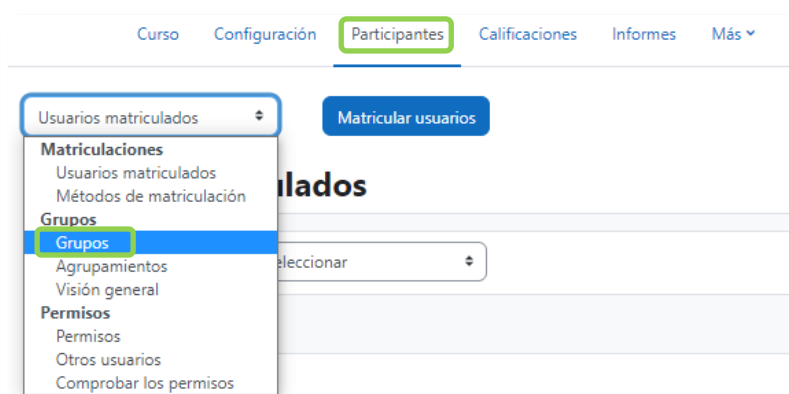 Curso Configuración Participantes Calificaciones Informes Más
Usuarios matriculados Matricular usuarios
Matriculaciones
Usuarios matriculados
Métodos de matriculación
ulados
Grupos
Grupos
Agrupamientos
eleccionar
Visión general
Permisos
Permisos
Otros usuarios
Comprobar los permisos